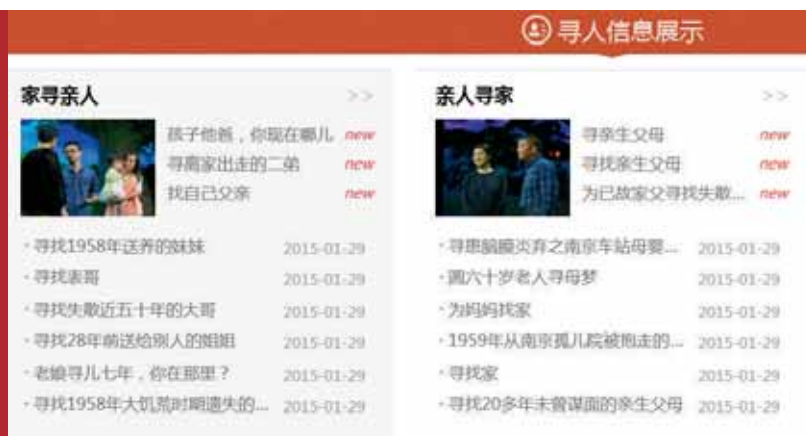 寻人信息展示
家寻亲人 >>
孩子他爸，你现在哪儿 new
寻离家出走的二弟 new
找自己父亲 new
· 寻找1958年送养的妹妹 2015-01-29
· 寻找表哥 2015-01-29
· 寻找失散近五十年的大哥 2015-01-29
· 寻找28年前送给别人的姐姐 2015-01-29
· 老娘寻儿七年，你在那里？ 2015-01-29
· 寻找1958年大饥荒时期遗失的... 2015-01-29
亲人寻家 >>
寻亲生父母 new
寻找亲生父母 new
为已故家父寻找失散... new
· 寻患脑膜炎弃之南京车站母婴... 2015-01-29
· 圆六十岁老人寻母梦 2015-01-29
· 为妈妈找家 2015-01-29
· 1959年从南京孤儿院被抱走的... 2015-01-29
· 寻找家 2015-01-29
· 寻找20多年未曾谋面的亲生父母 2015-01-29